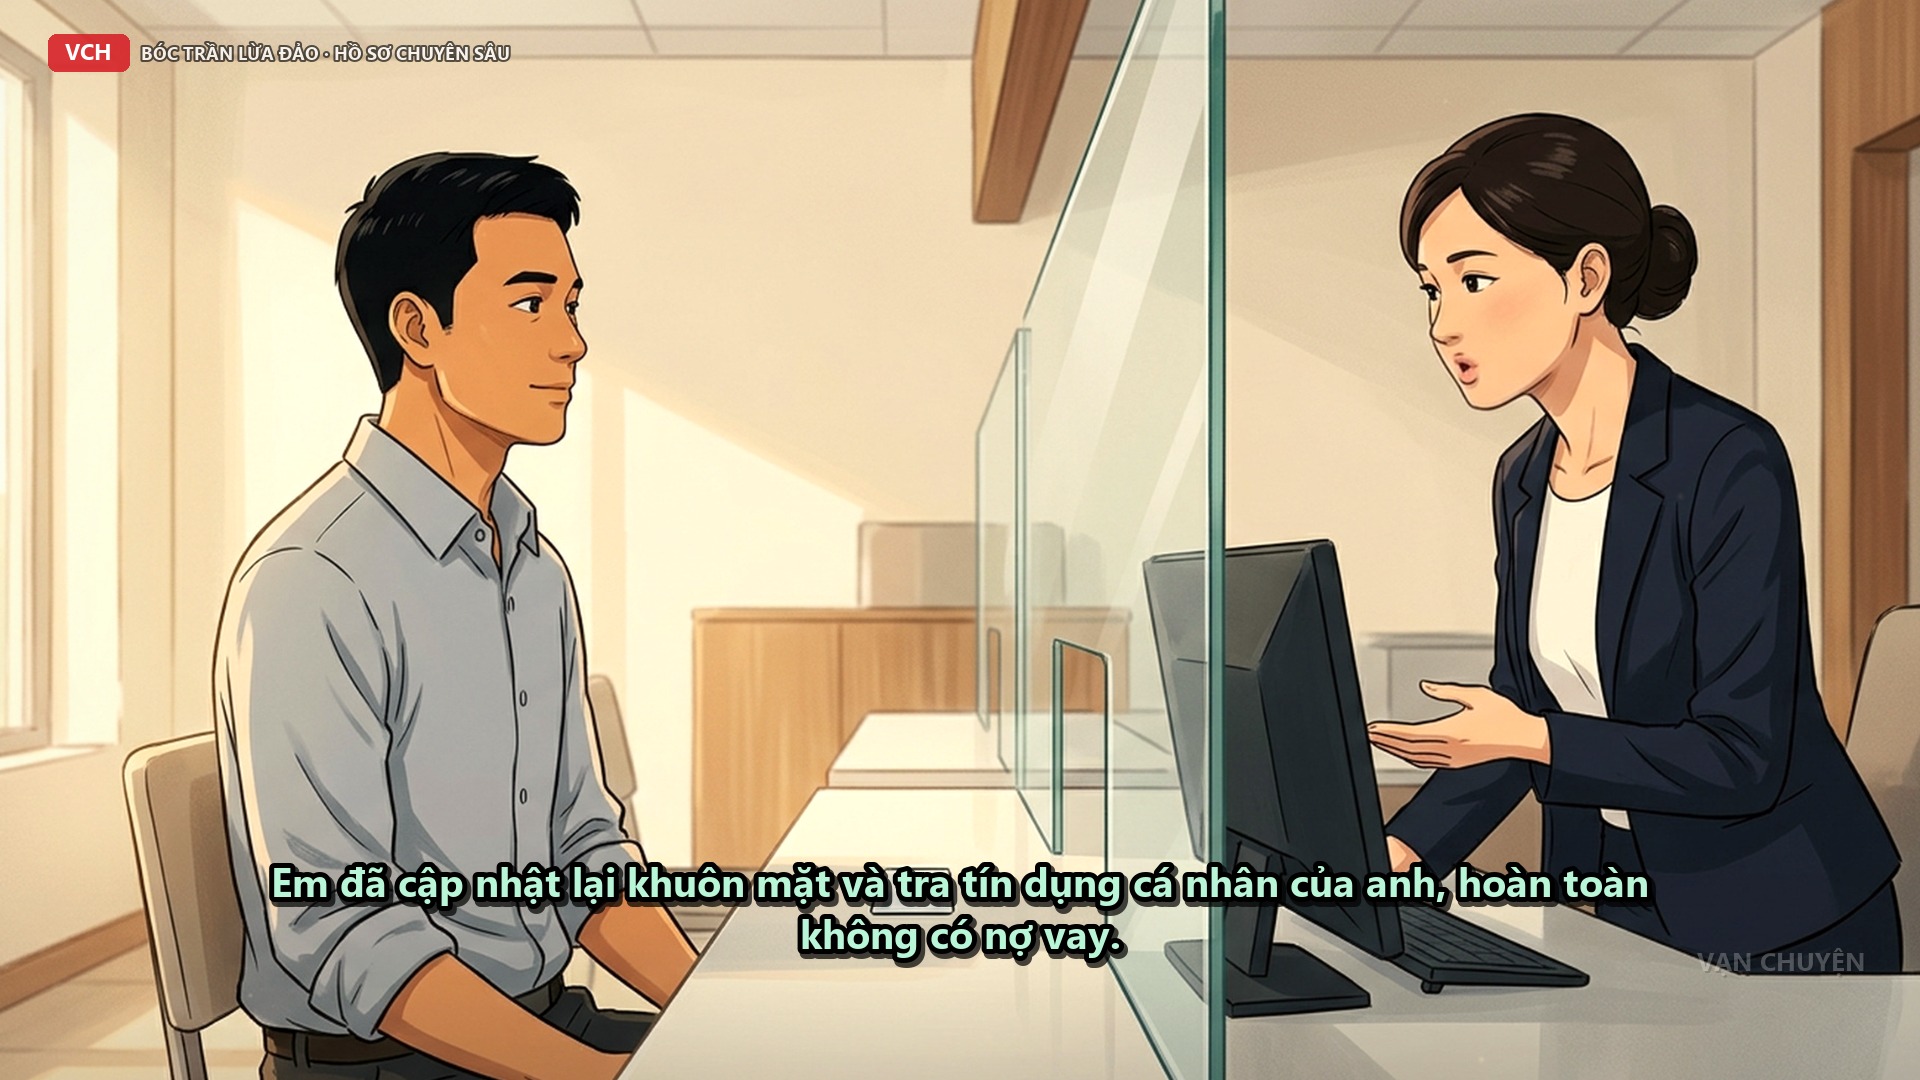 VCH BÓC TRẦN LỪA ĐẢO · HỒ SƠ CHUYÊN SÂU
Em đã cập nhật lại khuôn mặt và tra tín dụng cá nhân của anh, hoàn toàn
không có nợ vay.
VẠN CHUYỆN